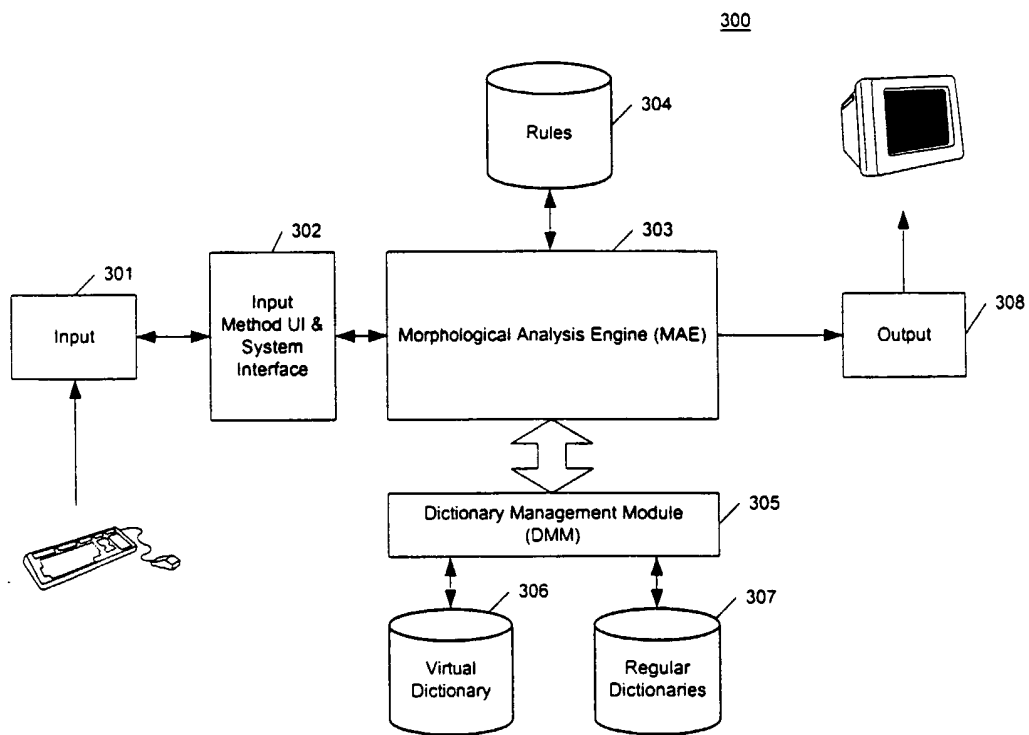 300
304
Rules
302
303
301
Input
Input
Method UI &
System
Interface
Morphological Analysis Engine (MAE)
308
Output
305
Dictionary Management Module
(DMM)
306
307
Virtual
Dictionary
Regular
Dictionaries